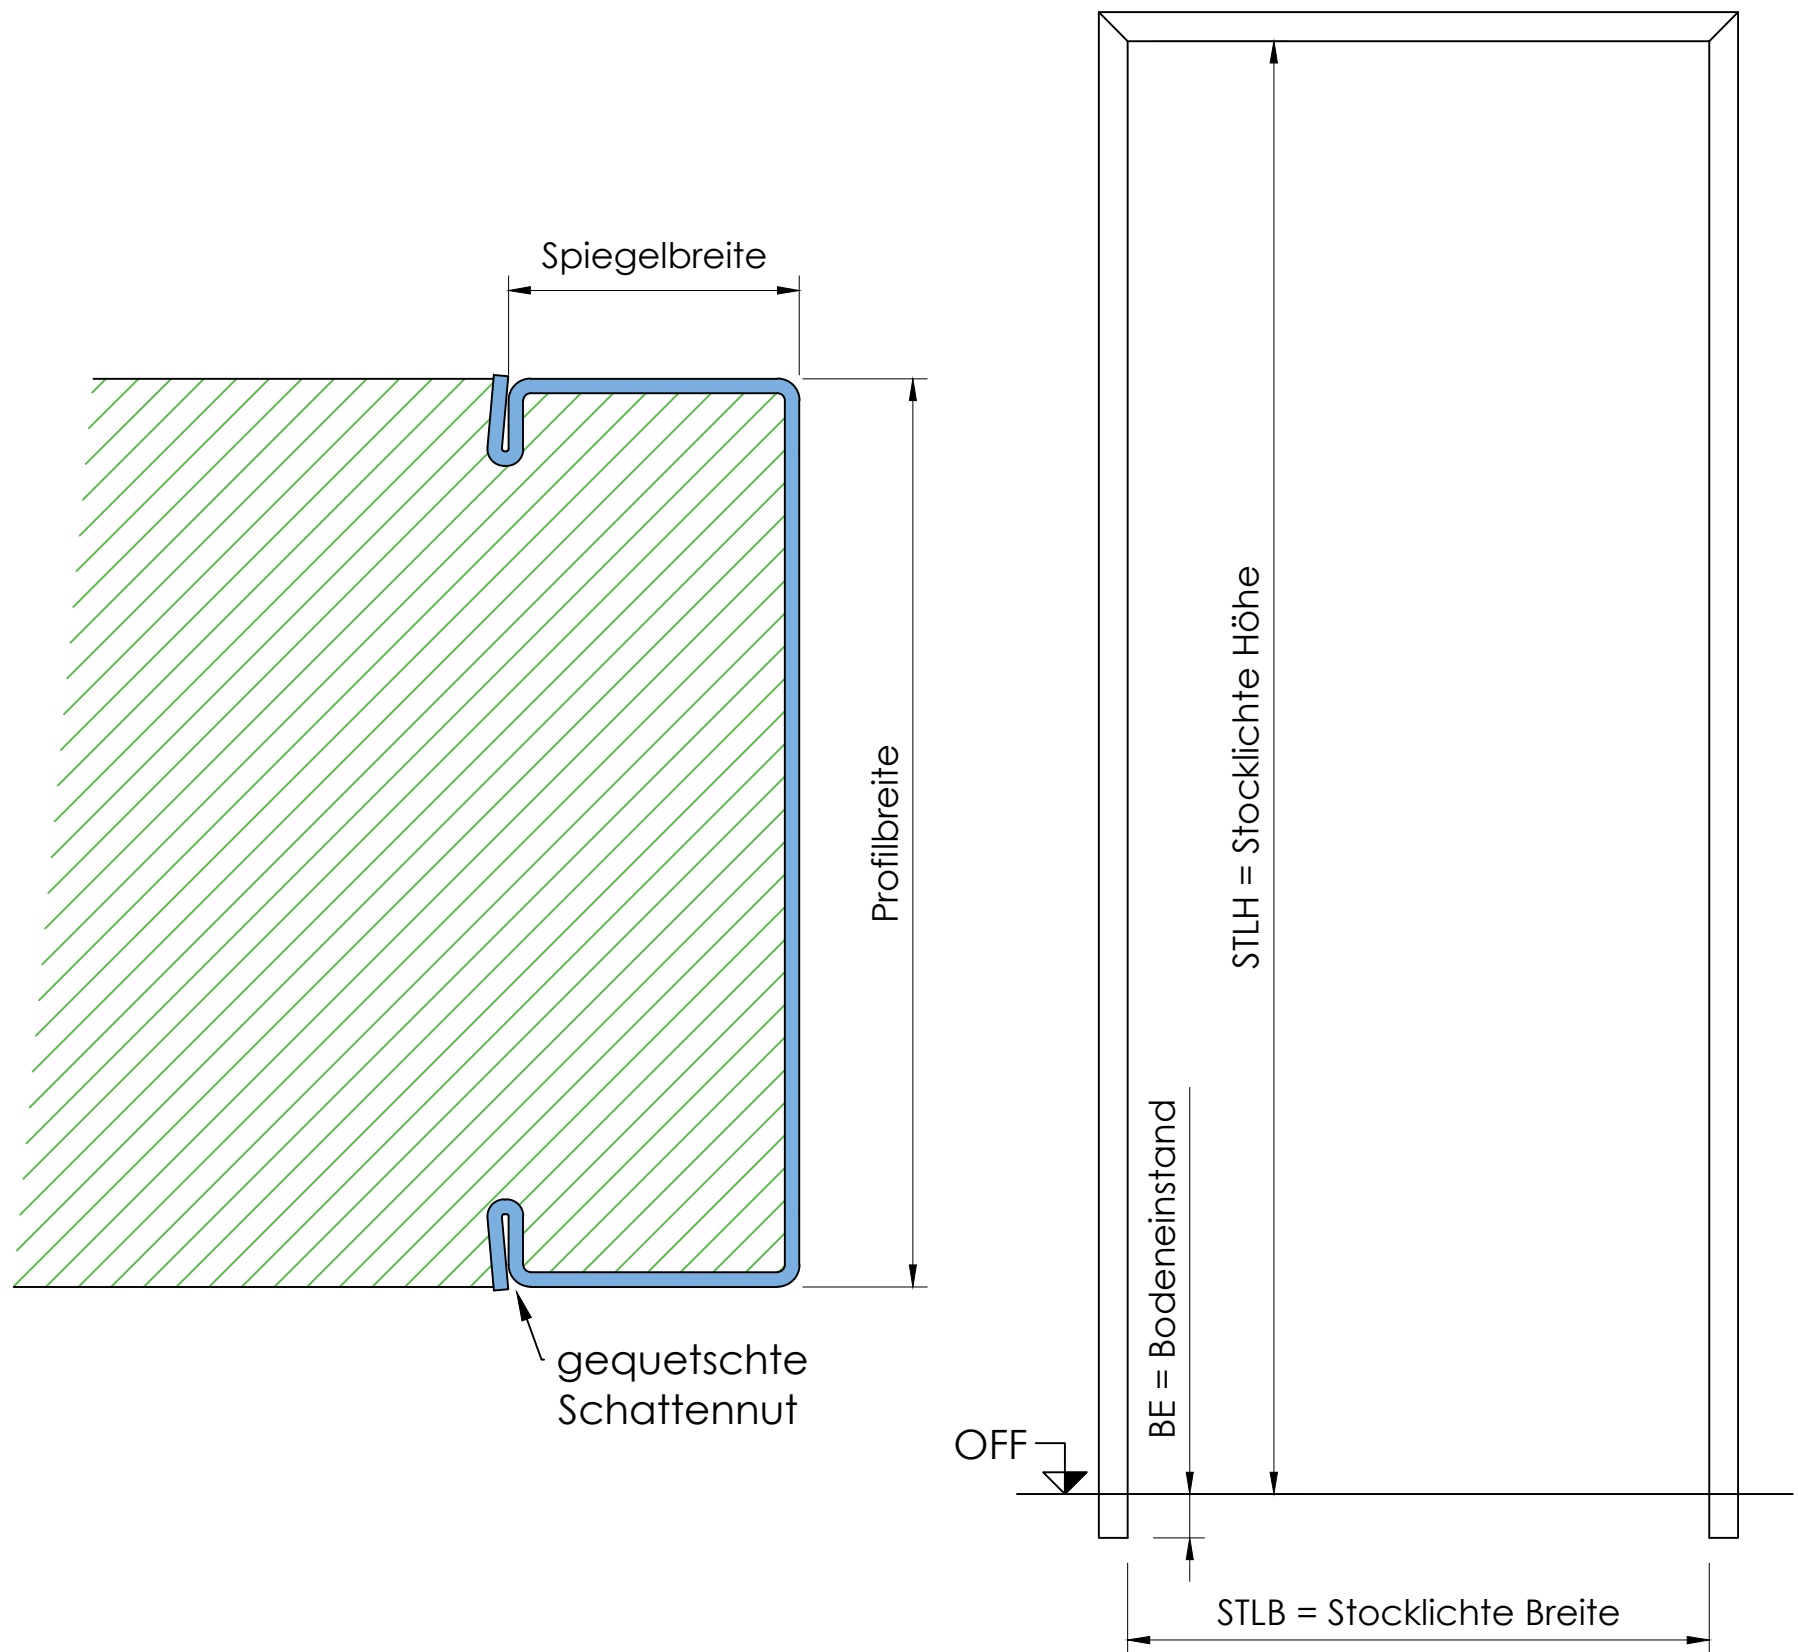 Spiegelbreite
Profilbreite
gequetschte
Schattennut
STLH = Stocklichte Höhe
BE = Bodeneinstand
OFF
STLB = Stocklichte Breite